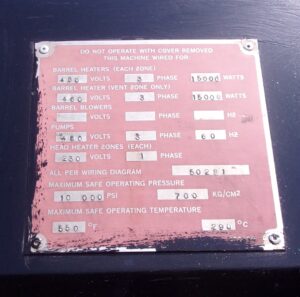 DO NOT OPERATE WITH COVER REMOVED
THIS MACHINE WIRED FOR:
BARREL HEATERS (EACH ZONE)
480 VOLTS 3 PHASE 15000 WATTS
BARREL HEATER (VENT ZONE ONLY)
460 VOLTS 3 PHASE 15000 WATTS
BARREL BLOWERS
VOLTS PHASE HZ
PUMPS
460 VOLTS 3 PHASE 60 HZ
HEAD HEATER ZONES (EACH)
230 VOLTS 1 PHASE
ALL PER WIRING DIAGRAM 50281
MAXIMUM SAFE OPERATING PRESSURE
10 000 PSI 700 KG/CM2
MAXIMUM SAFE OPERATING TEMPERATURE
550 °F. 290 °C